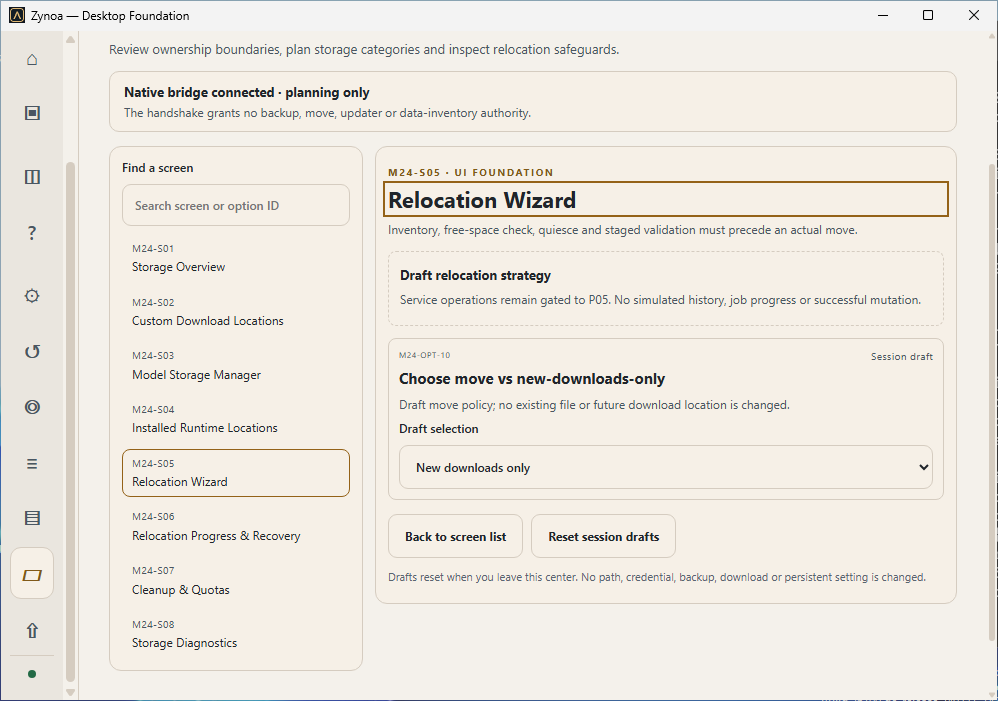 Zynoa — Desktop Foundation
Review ownership boundaries, plan storage categories and inspect relocation safeguards.
Native bridge connected · planning only
The handshake grants no backup, move, updater or data-inventory authority.
Find a screen
Search screen or option ID
M24-S01
Storage Overview
M24-S02
Custom Download Locations
M24-S03
Model Storage Manager
M24-S04
Installed Runtime Locations
M24-S05
Relocation Wizard
M24-S06
Relocation Progress & Recovery
M24-S07
Cleanup & Quotas
M24-S08
Storage Diagnostics
M24-S05 · UI FOUNDATION
Relocation Wizard
Inventory, free-space check, quiesce and staged validation must precede an actual move.
Draft relocation strategy
Service operations remain gated to P05. No simulated history, job progress or successful mutation.
M24-OPT-10
Session draft
Choose move vs new-downloads-only
Draft move policy; no existing file or future download location is changed.
Draft selection
New downloads only
Back to screen list
Reset session drafts
Drafts reset when you leave this center. No path, credential, backup, download or persistent setting is changed.